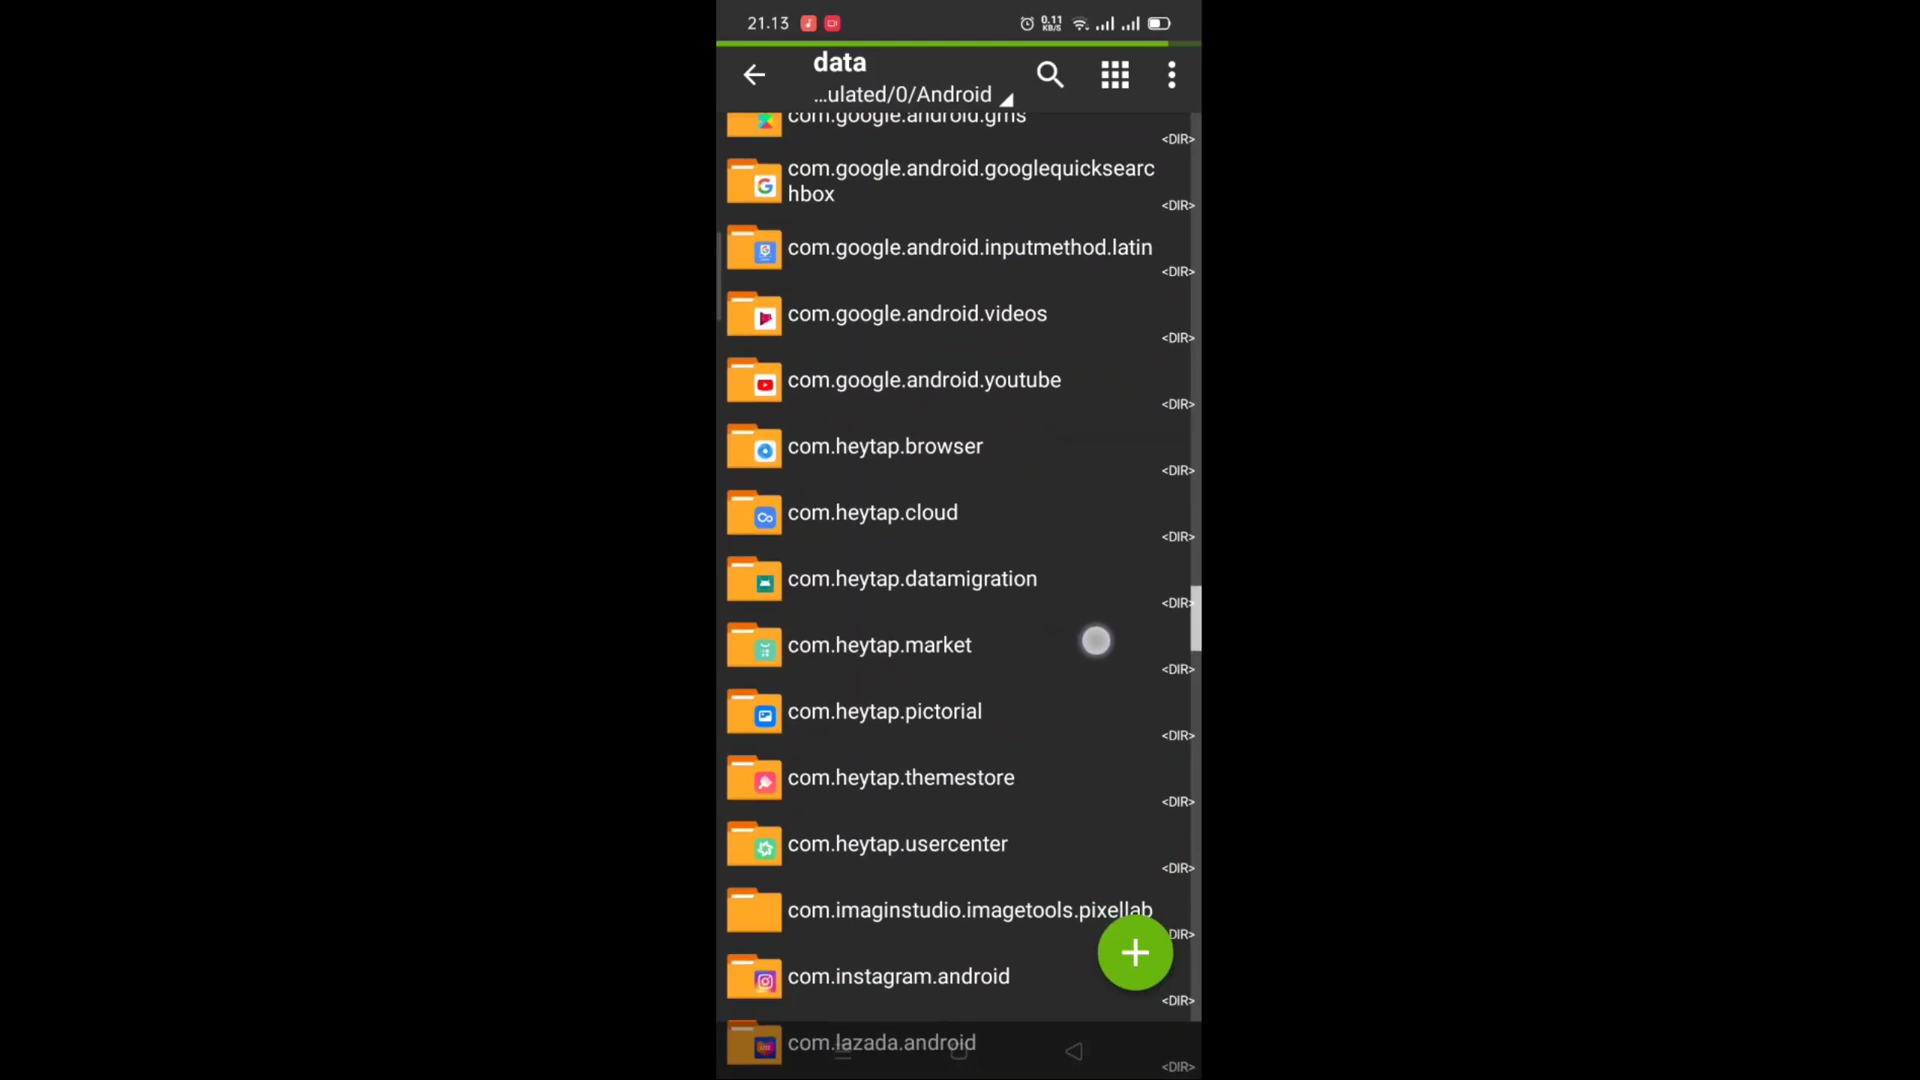 21.13
0.11
KB/S
data
...ulated/0/Android
com.google.android.gms
<DIR>
com.google.android.googlequicksearc
hbox
<DIR>
com.google.android.inputmethod.latin
<DIR>
com.google.android.videos
<DIR>
com.google.android.youtube
<DIR>
com.heytap.browser
<DIR>
com.heytap.cloud
<DIR>
com.heytap.datamigration
<DIR>
com.heytap.market
<DIR>
com.heytap.pictorial
<DIR>
com.heytap.themestore
<DIR>
com.heytap.usercenter
<DIR>
com.imaginstudio.imagetools.pixellab
<DIR>
com.instagram.android
<DIR>
com.lazada.android
<DIR>